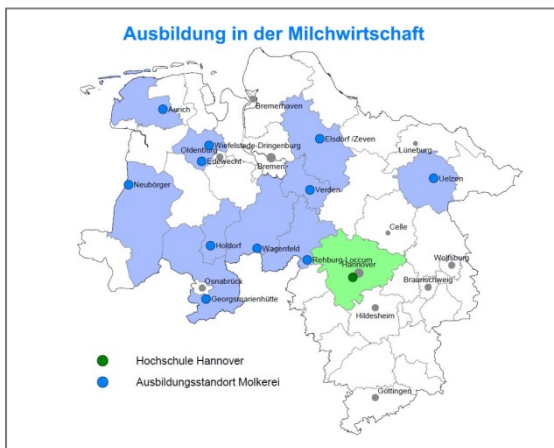 Ausbildung in der Milchwirtschaft
Bremerhaven
Aurich
Elsdorf /Zeven
Wiefelstede-Dringenburg
Oldenburg
Lüneburg
Edewecht
Bremen
Uelzen
Neubörger
Verden
Celle
Holdorf
Wagenfeld
Rehburg-Loccum
Wolfsburg
Hannover
Osnabrück
Braunschweig
Georgsmarienhütte
Hildesheim
Hochschule Hannover
Ausbildungsstandort Molkerei
Göttingen